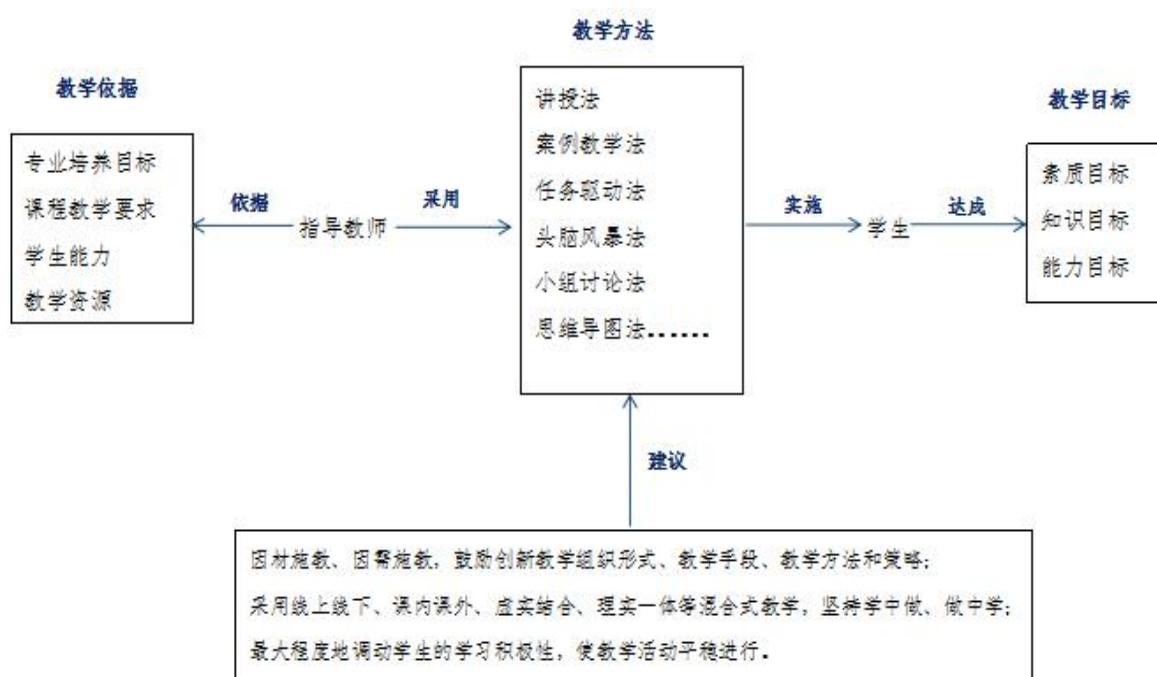 教学方法
教学依据
教学目标
讲授法
案例教学法
任务驱动法
头脑风暴法
小组讨论法
思维导图法......
专业培养目标
课程教学要求
学生能力
教学资源
依据
指导教师
采用
实施
学生
达成
素质目标
知识目标
能力目标
建议
因材施教、因需施教，鼓励创新教学组织形式、教学手段、教学方法和策略；
采用线上线下、课内课外、虚实结合、理实一体等混合式教学，坚持学中做、做中学；
最大程度地调动学生的学习积极性，使教学活动平稳进行。